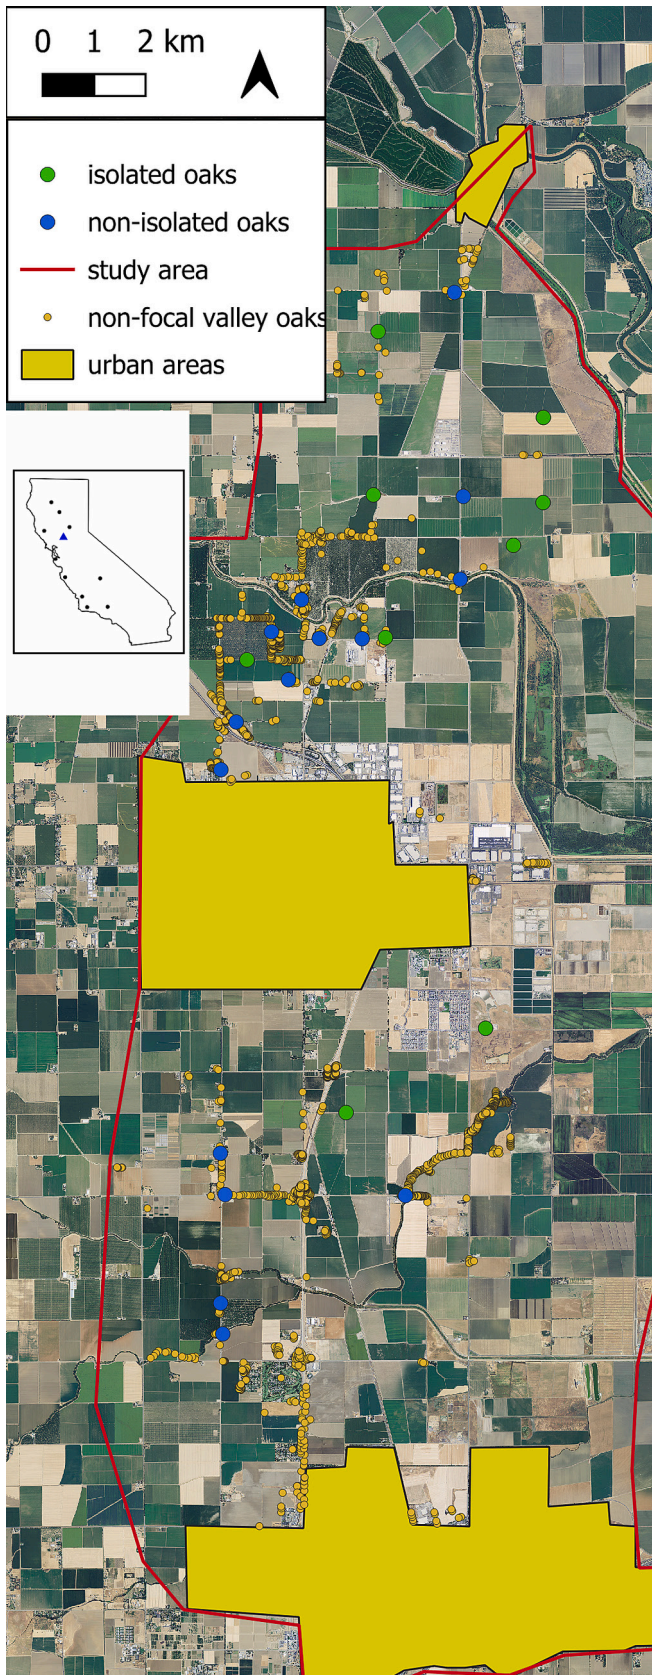 0 1 2 km
isolated oaks
non-isolated oaks
study area
non-focal valley oaks
urban areas